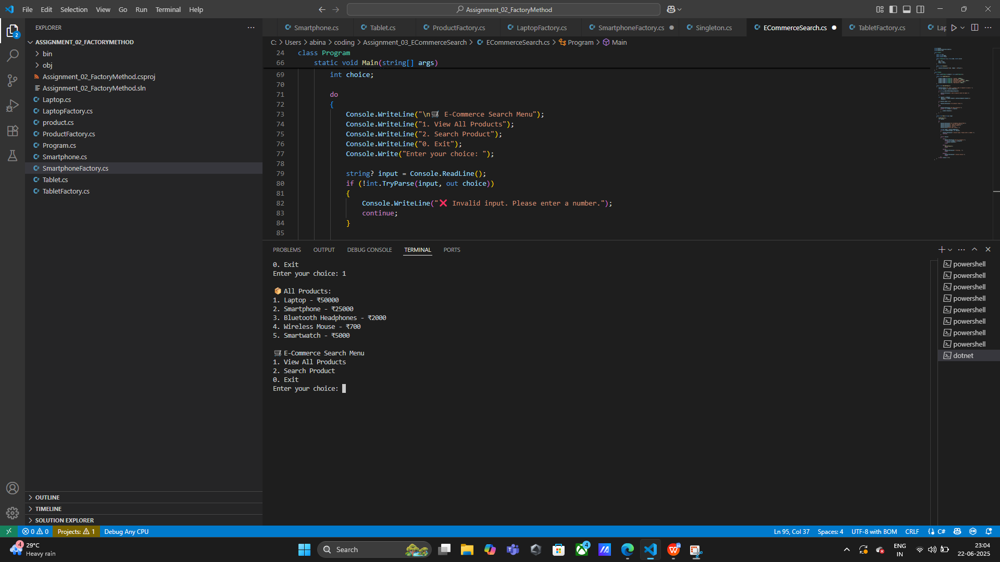 File Edit Selection View Go Run Terminal Help
Assignment_02_FactoryMethod
EXPLORER
ASSIGNMENT_02_FACTORYMETHOD
bin
obj
Assignment_02_FactoryMethod.csproj
Assignment_02_FactoryMethod.sln
Laptop.cs
LaptopFactory.cs
product.cs
ProductFactory.cs
Program.cs
Smartphone.cs
SmartphoneFactory.cs
Tablet.cs
TabletFactory.cs
OUTLINE
TIMELINE
SOLUTION EXPLORER
2
Smartphone.cs Tablet.cs ProductFactory.cs LaptopFactory.cs SmartphoneFactory.cs Singleton.cs ECommerceSearch.cs TabletFactory.cs Lap
C: > Users > abina > coding > Assignment_03_ECommerceSearch > ECommerceSearch.cs > Program > Main
24 class Program
66 static void Main(string[] args)
69 int choice;
70
71 do
72 {
73 Console.WriteLine("\n🛒 E-Commerce Search Menu");
74 Console.WriteLine("1. View All Products");
75 Console.WriteLine("2. Search Product");
76 Console.WriteLine("0. Exit");
77 Console.Write("Enter your choice: ");
78
79 string? input = Console.ReadLine();
80 if (!int.TryParse(input, out choice))
81 {
82 Console.WriteLine("❌ Invalid input. Please enter a number.");
83 continue;
84 }
85
PROBLEMS OUTPUT DEBUG CONSOLE TERMINAL PORTS
0. Exit
Enter your choice: 1
📦 All Products:
1. Laptop - ₹50000
2. Smartphone - ₹25000
3. Bluetooth Headphones - ₹2000
4. Wireless Mouse - ₹700
5. Smartwatch - ₹5000
🛒 E-Commerce Search Menu
1. View All Products
2. Search Product
0. Exit
Enter your choice:
powershell
powershell
powershell
powershell
powershell
powershell
powershell
powershell
dotnet
0 0 Projects: 1 Debug Any CPU
Ln 95, Col 37 Spaces: 4 UTF-8 with BOM CRLF C#
4
29°C
Heavy rain
Search
4
ENG
IN
23:04
22-06-2025